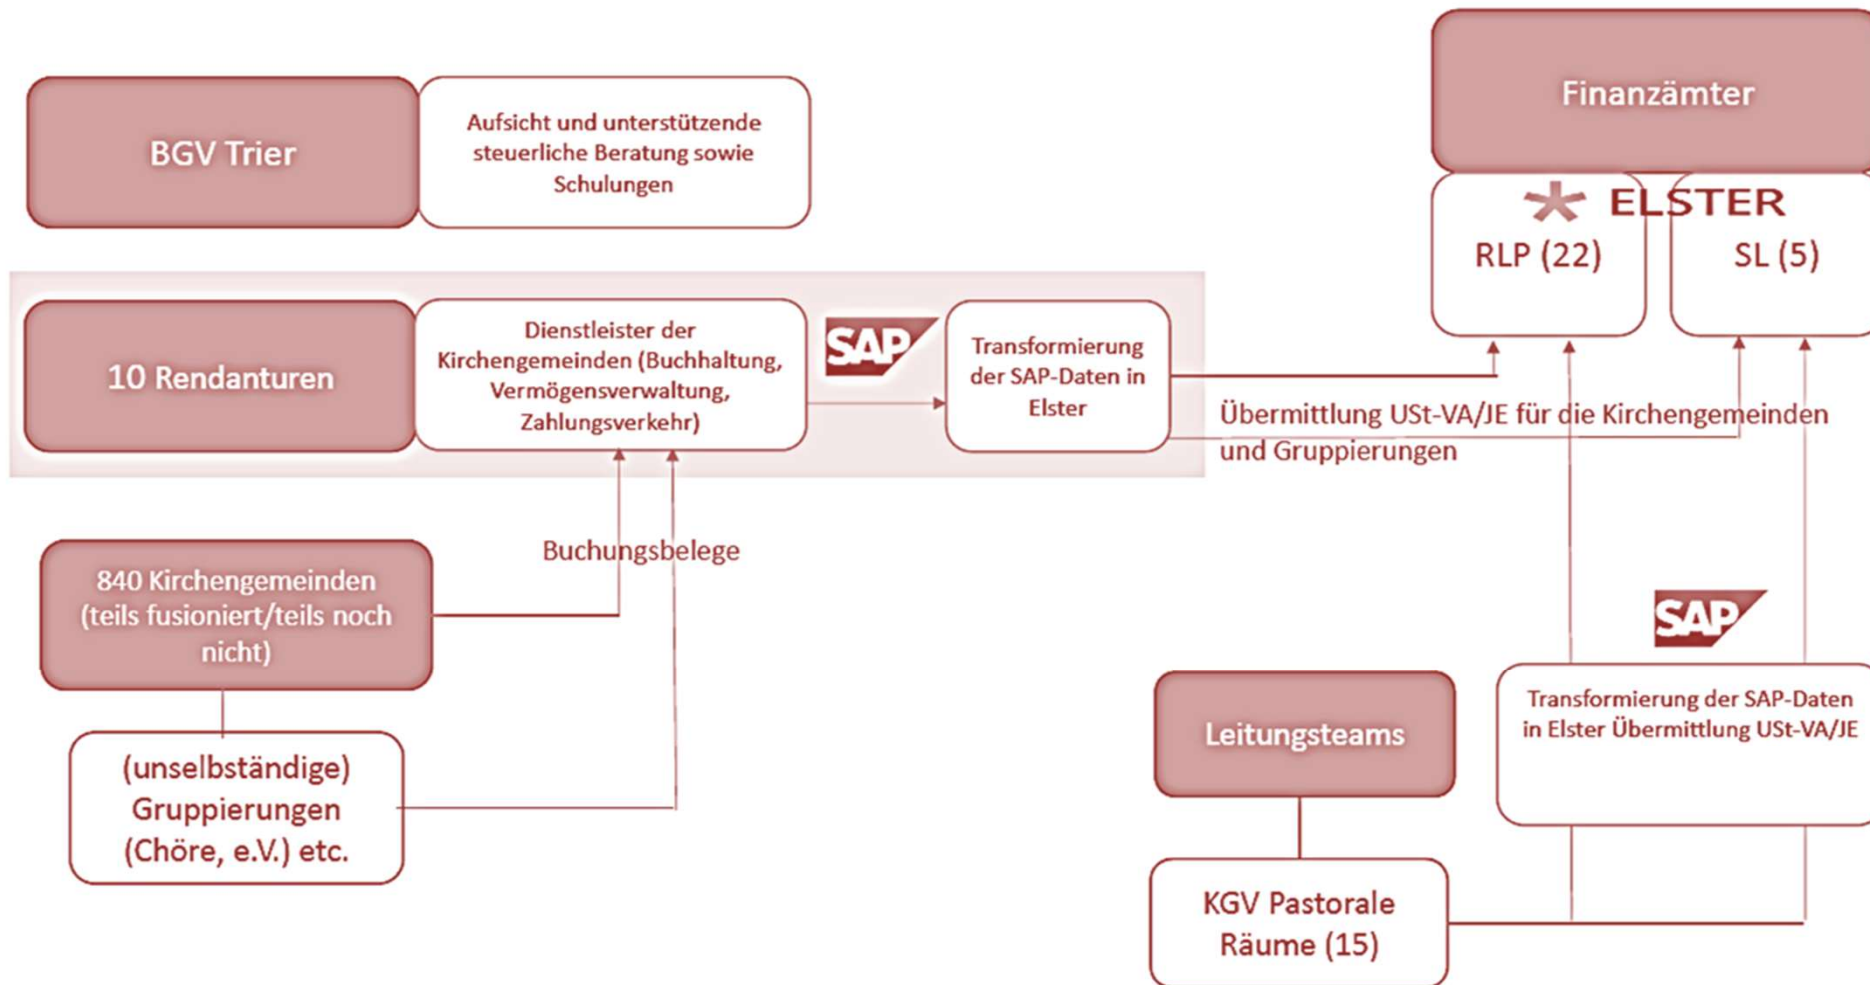 BGV Trier
Aufsicht und unterstützende
steuerliche Beratung sowie
Schulungen
Finanzämter
ELSTER
RLP (22)
SL (5)
10 Rendanturen
Dienstleister der
Kirchengemeinden (Buchhaltung,
Vermögensverwaltung,
Zahlungsverkehr)
SAP
Transformierung
der SAP-Daten in
Elster
Übermittlung USt-VA/JE für die Kirchengemeinden
und Gruppierungen
Buchungsbelege
840 Kirchengemeinden
(teils fusioniert/teils noch
nicht)
(unselbständige)
Gruppierungen
(Chöre, e.V.) etc.
SAP
Leitungsteams
Transformierung der SAP-Daten
in Elster Übermittlung USt-VA/JE
KGV Pastorale
Räume (15)